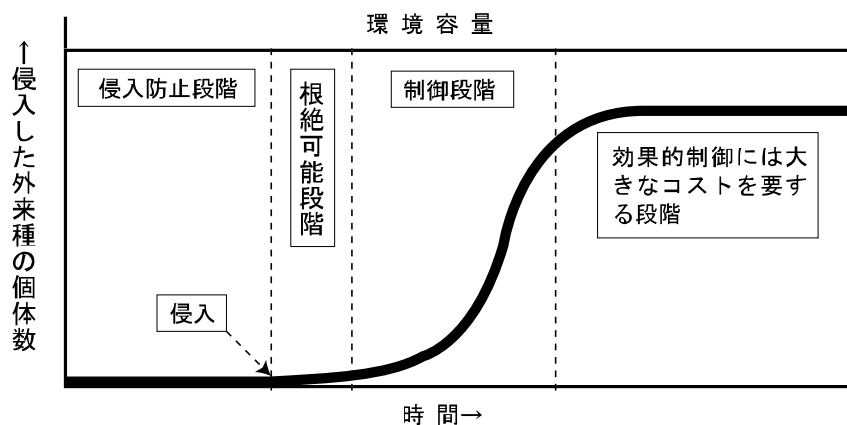 環境容量
↑侵入した外来種の個体数
侵入防止段階
根絶可能段階
制御段階
効果的制御には大
きなコストを要す
る段階
侵入
時間→